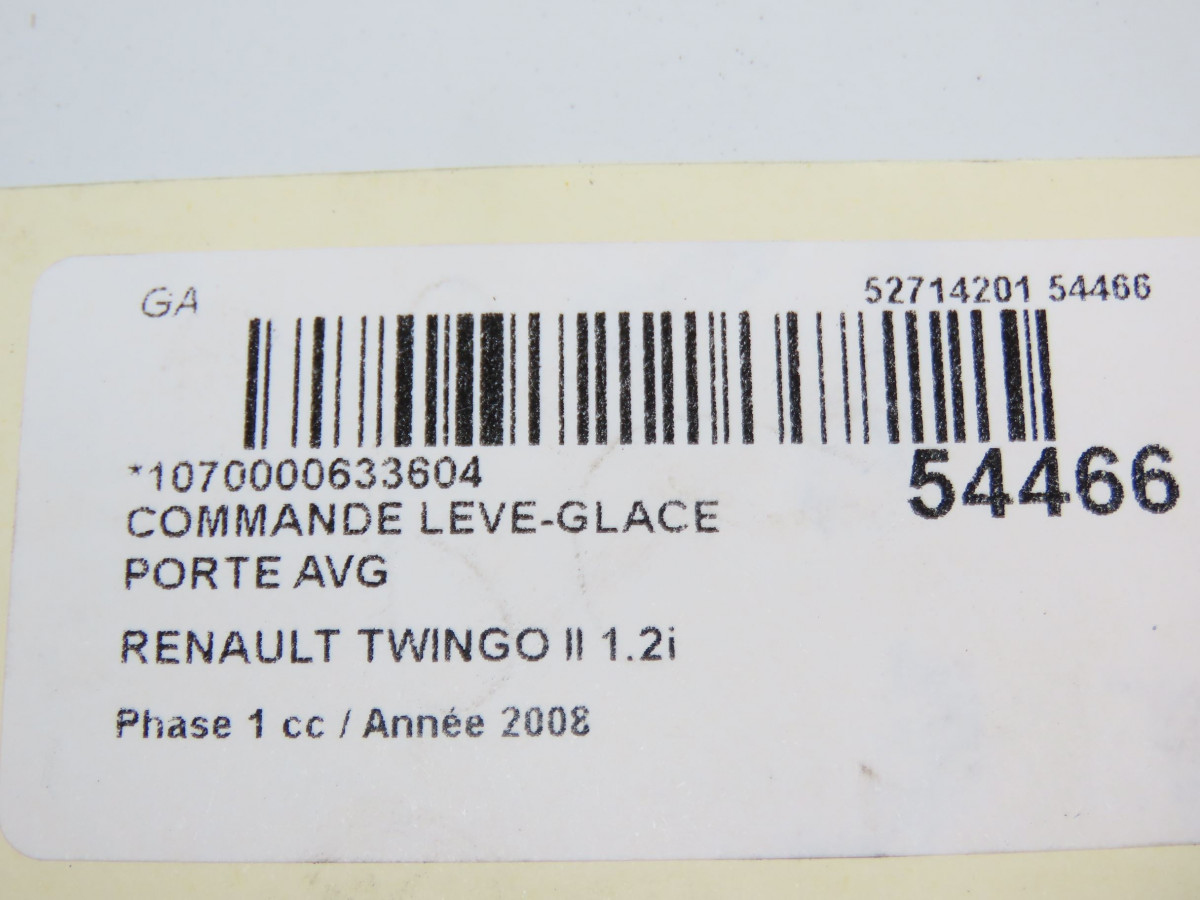 GA
52714201 54466
*1070000633604
54466
COMMANDE LEVE-GLACE
PORTE AVG
RENAULT TWINGO II 1.2i
Phase 1 cc / Année 2008